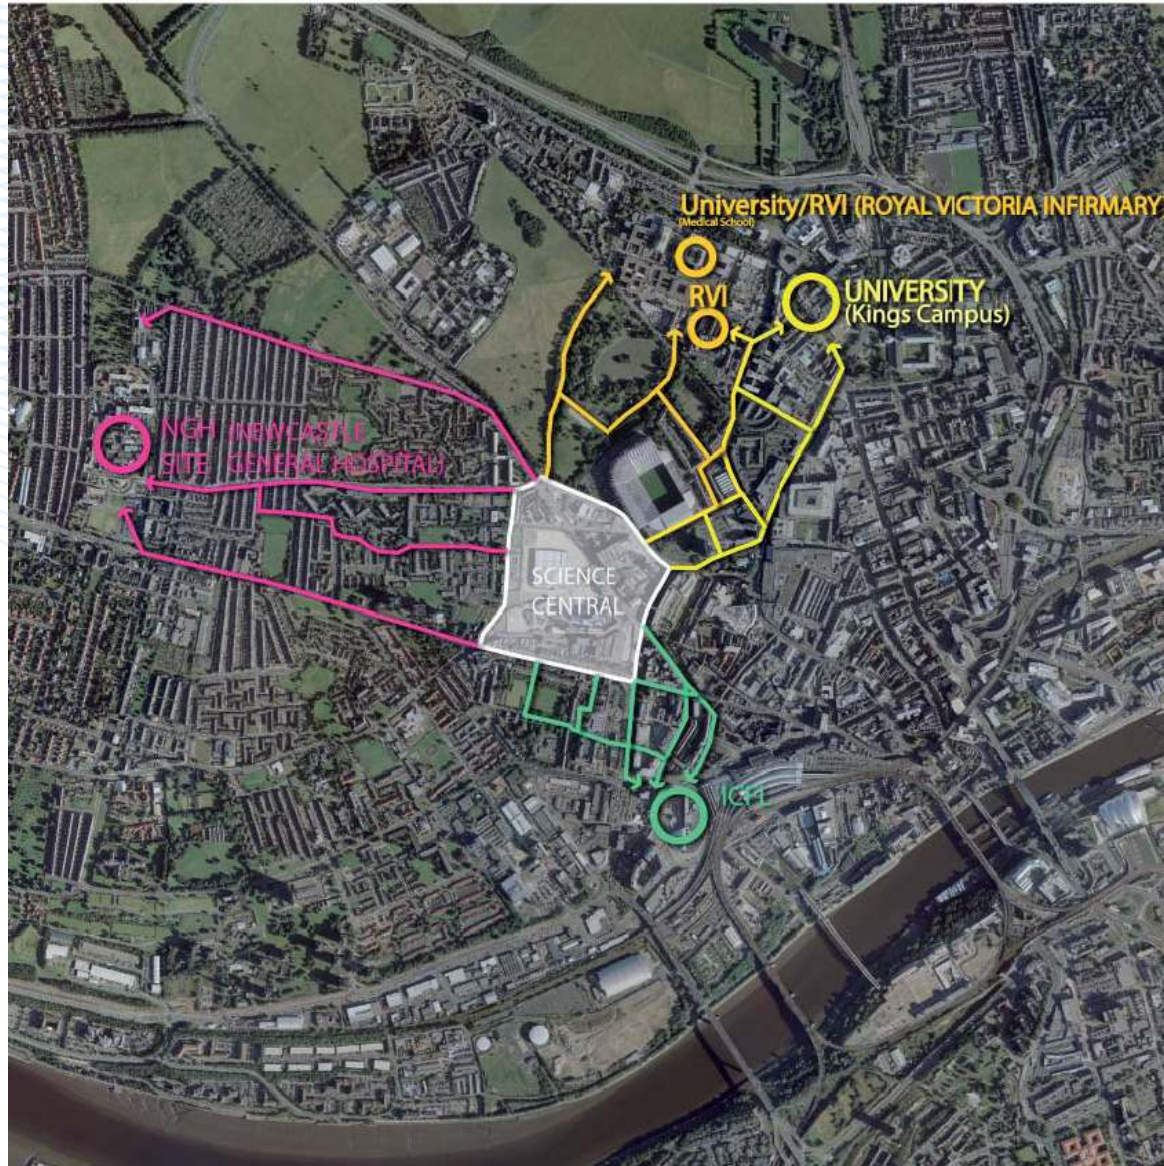 University/RVI (ROYAL VICTORIA INFIRMARY
(Medical School)
RVI
UNIVERSITY
(Kings Campus)
NGH (NEWCASTLE
SITE GENERAL HOSPITAL)
SCIENCE
CENTRAL
ICFL